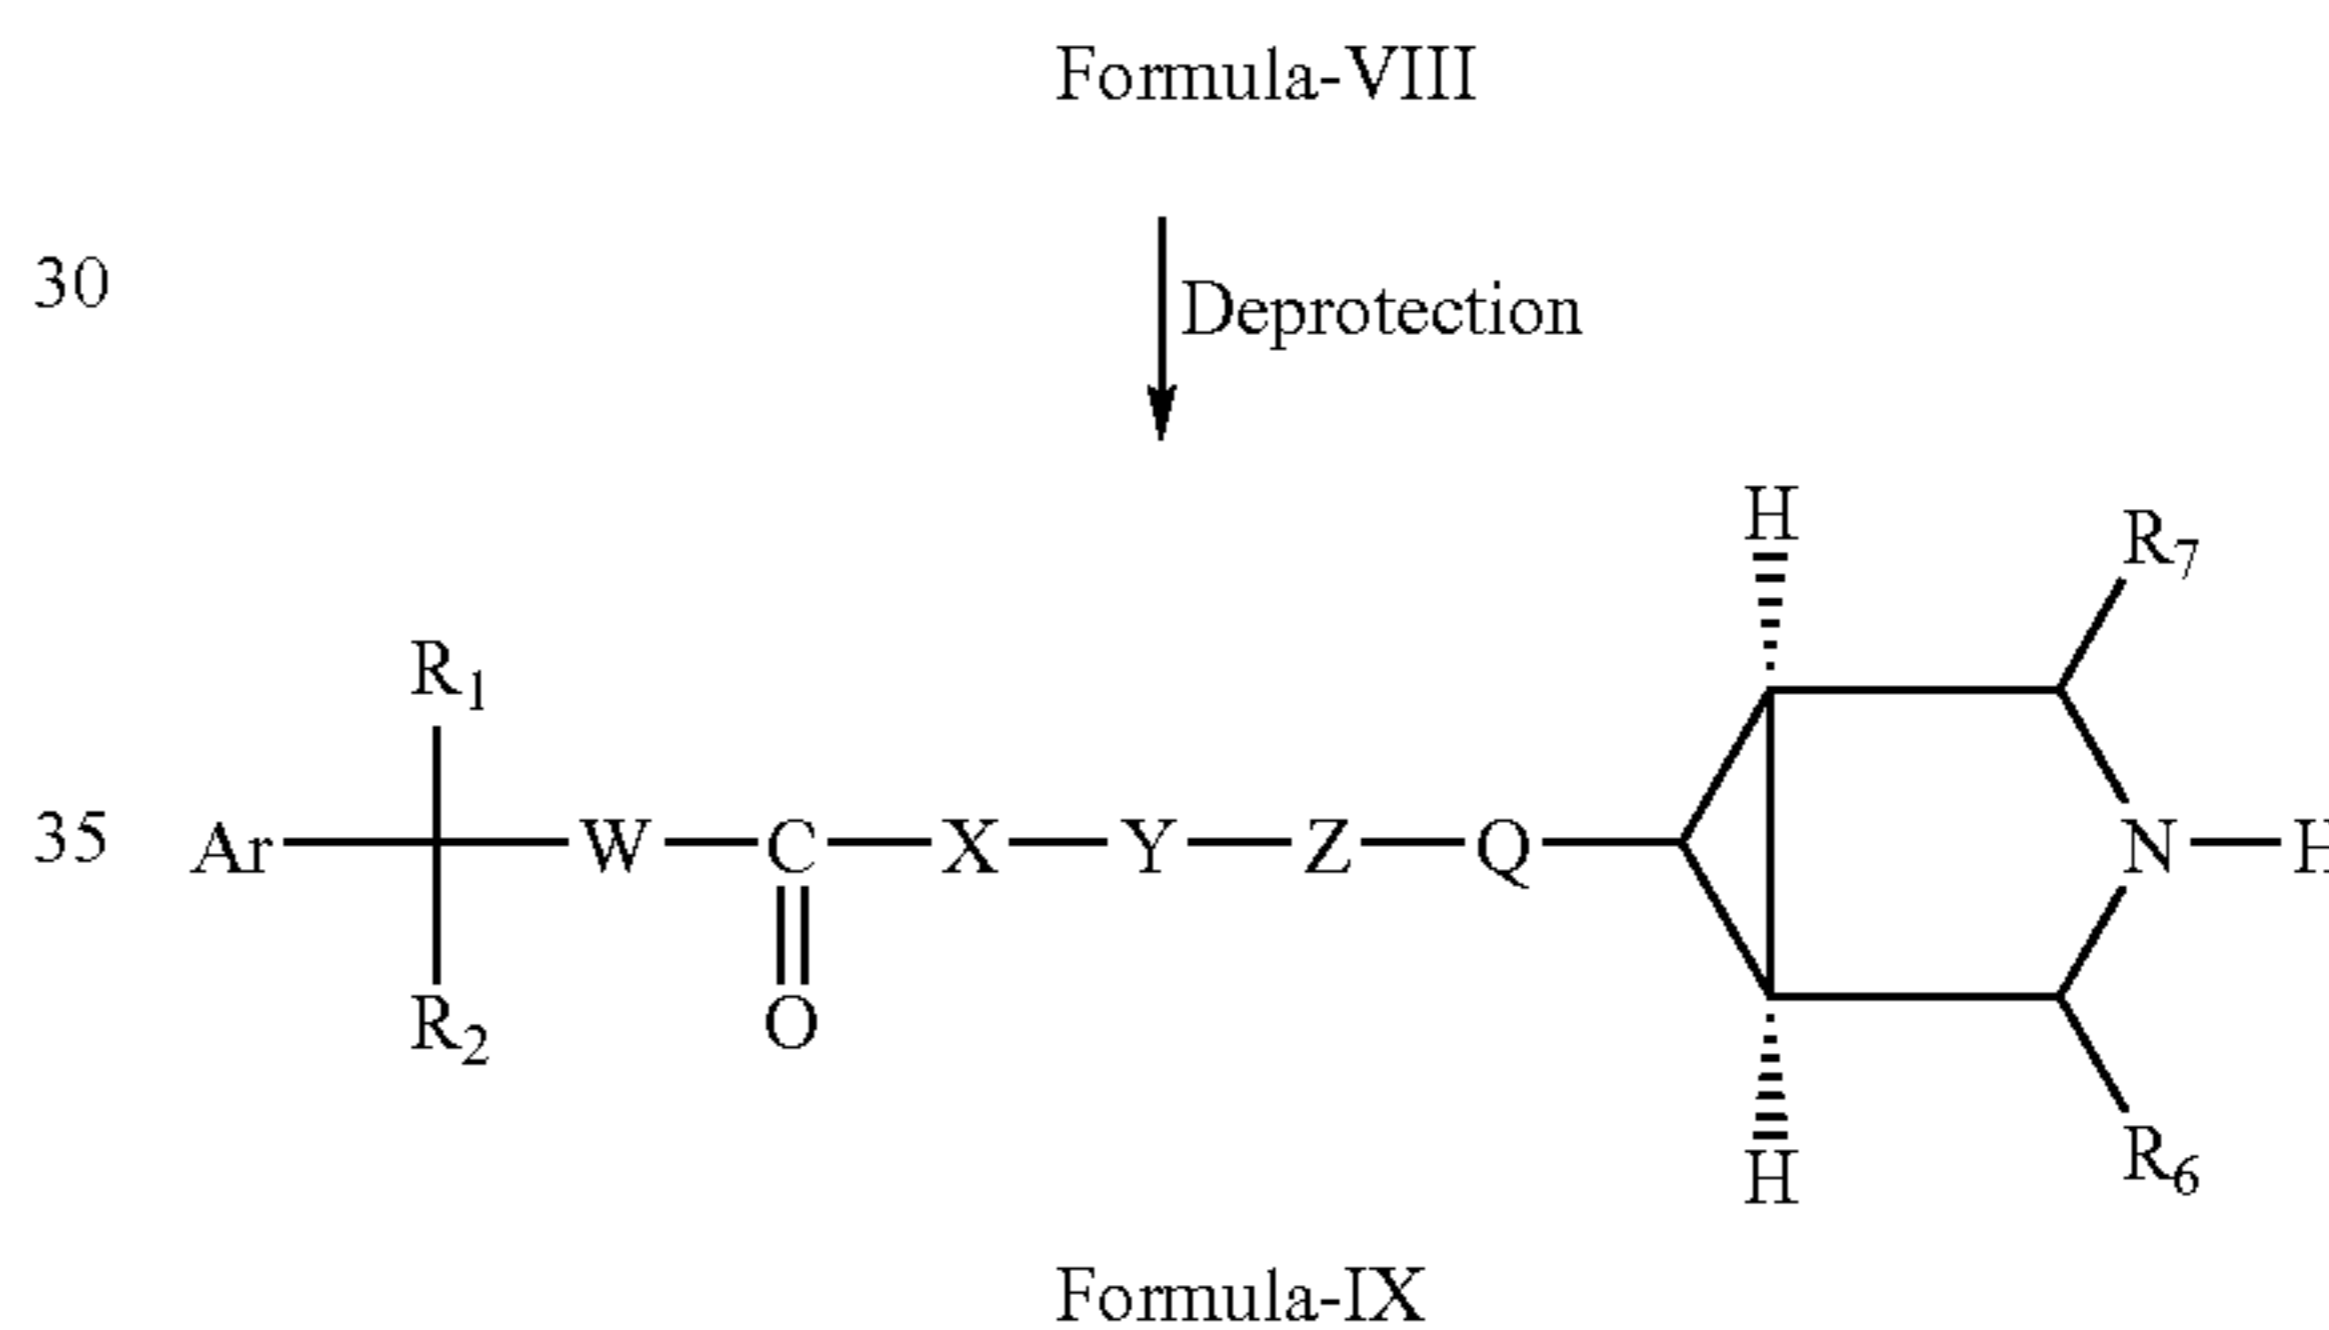 Formula-VIII
30
Deprotection
H
R7
R1
35 Ar W C X Y Z Q N H
O
R2
R6
H
Formula-IX